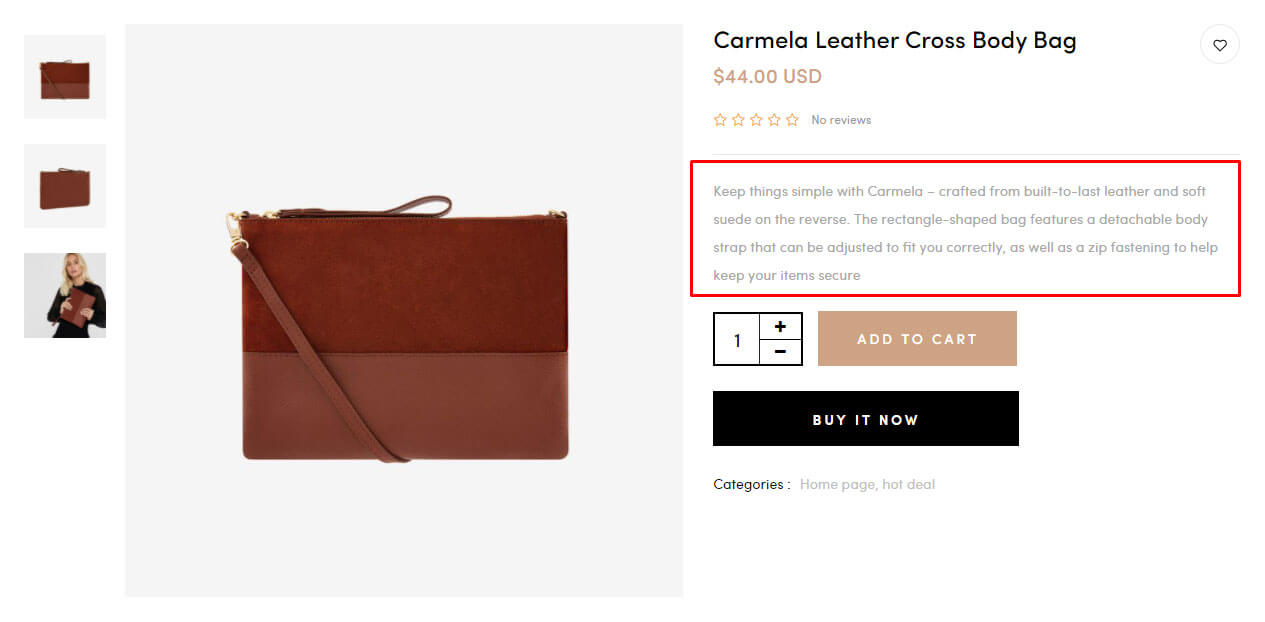 Carmela Leather Cross Body Bag
$44.00 USD
No reviews
Keep things simple with Carmela – crafted from built-to-last leather and soft
suede on the reverse. The rectangle-shaped bag features a detachable body
strap that can be adjusted to fit you correctly, as well as a zip fastening to help
keep your items secure
1
+
−
ADD TO CART
BUY IT NOW
Categories : Home page, hot deal